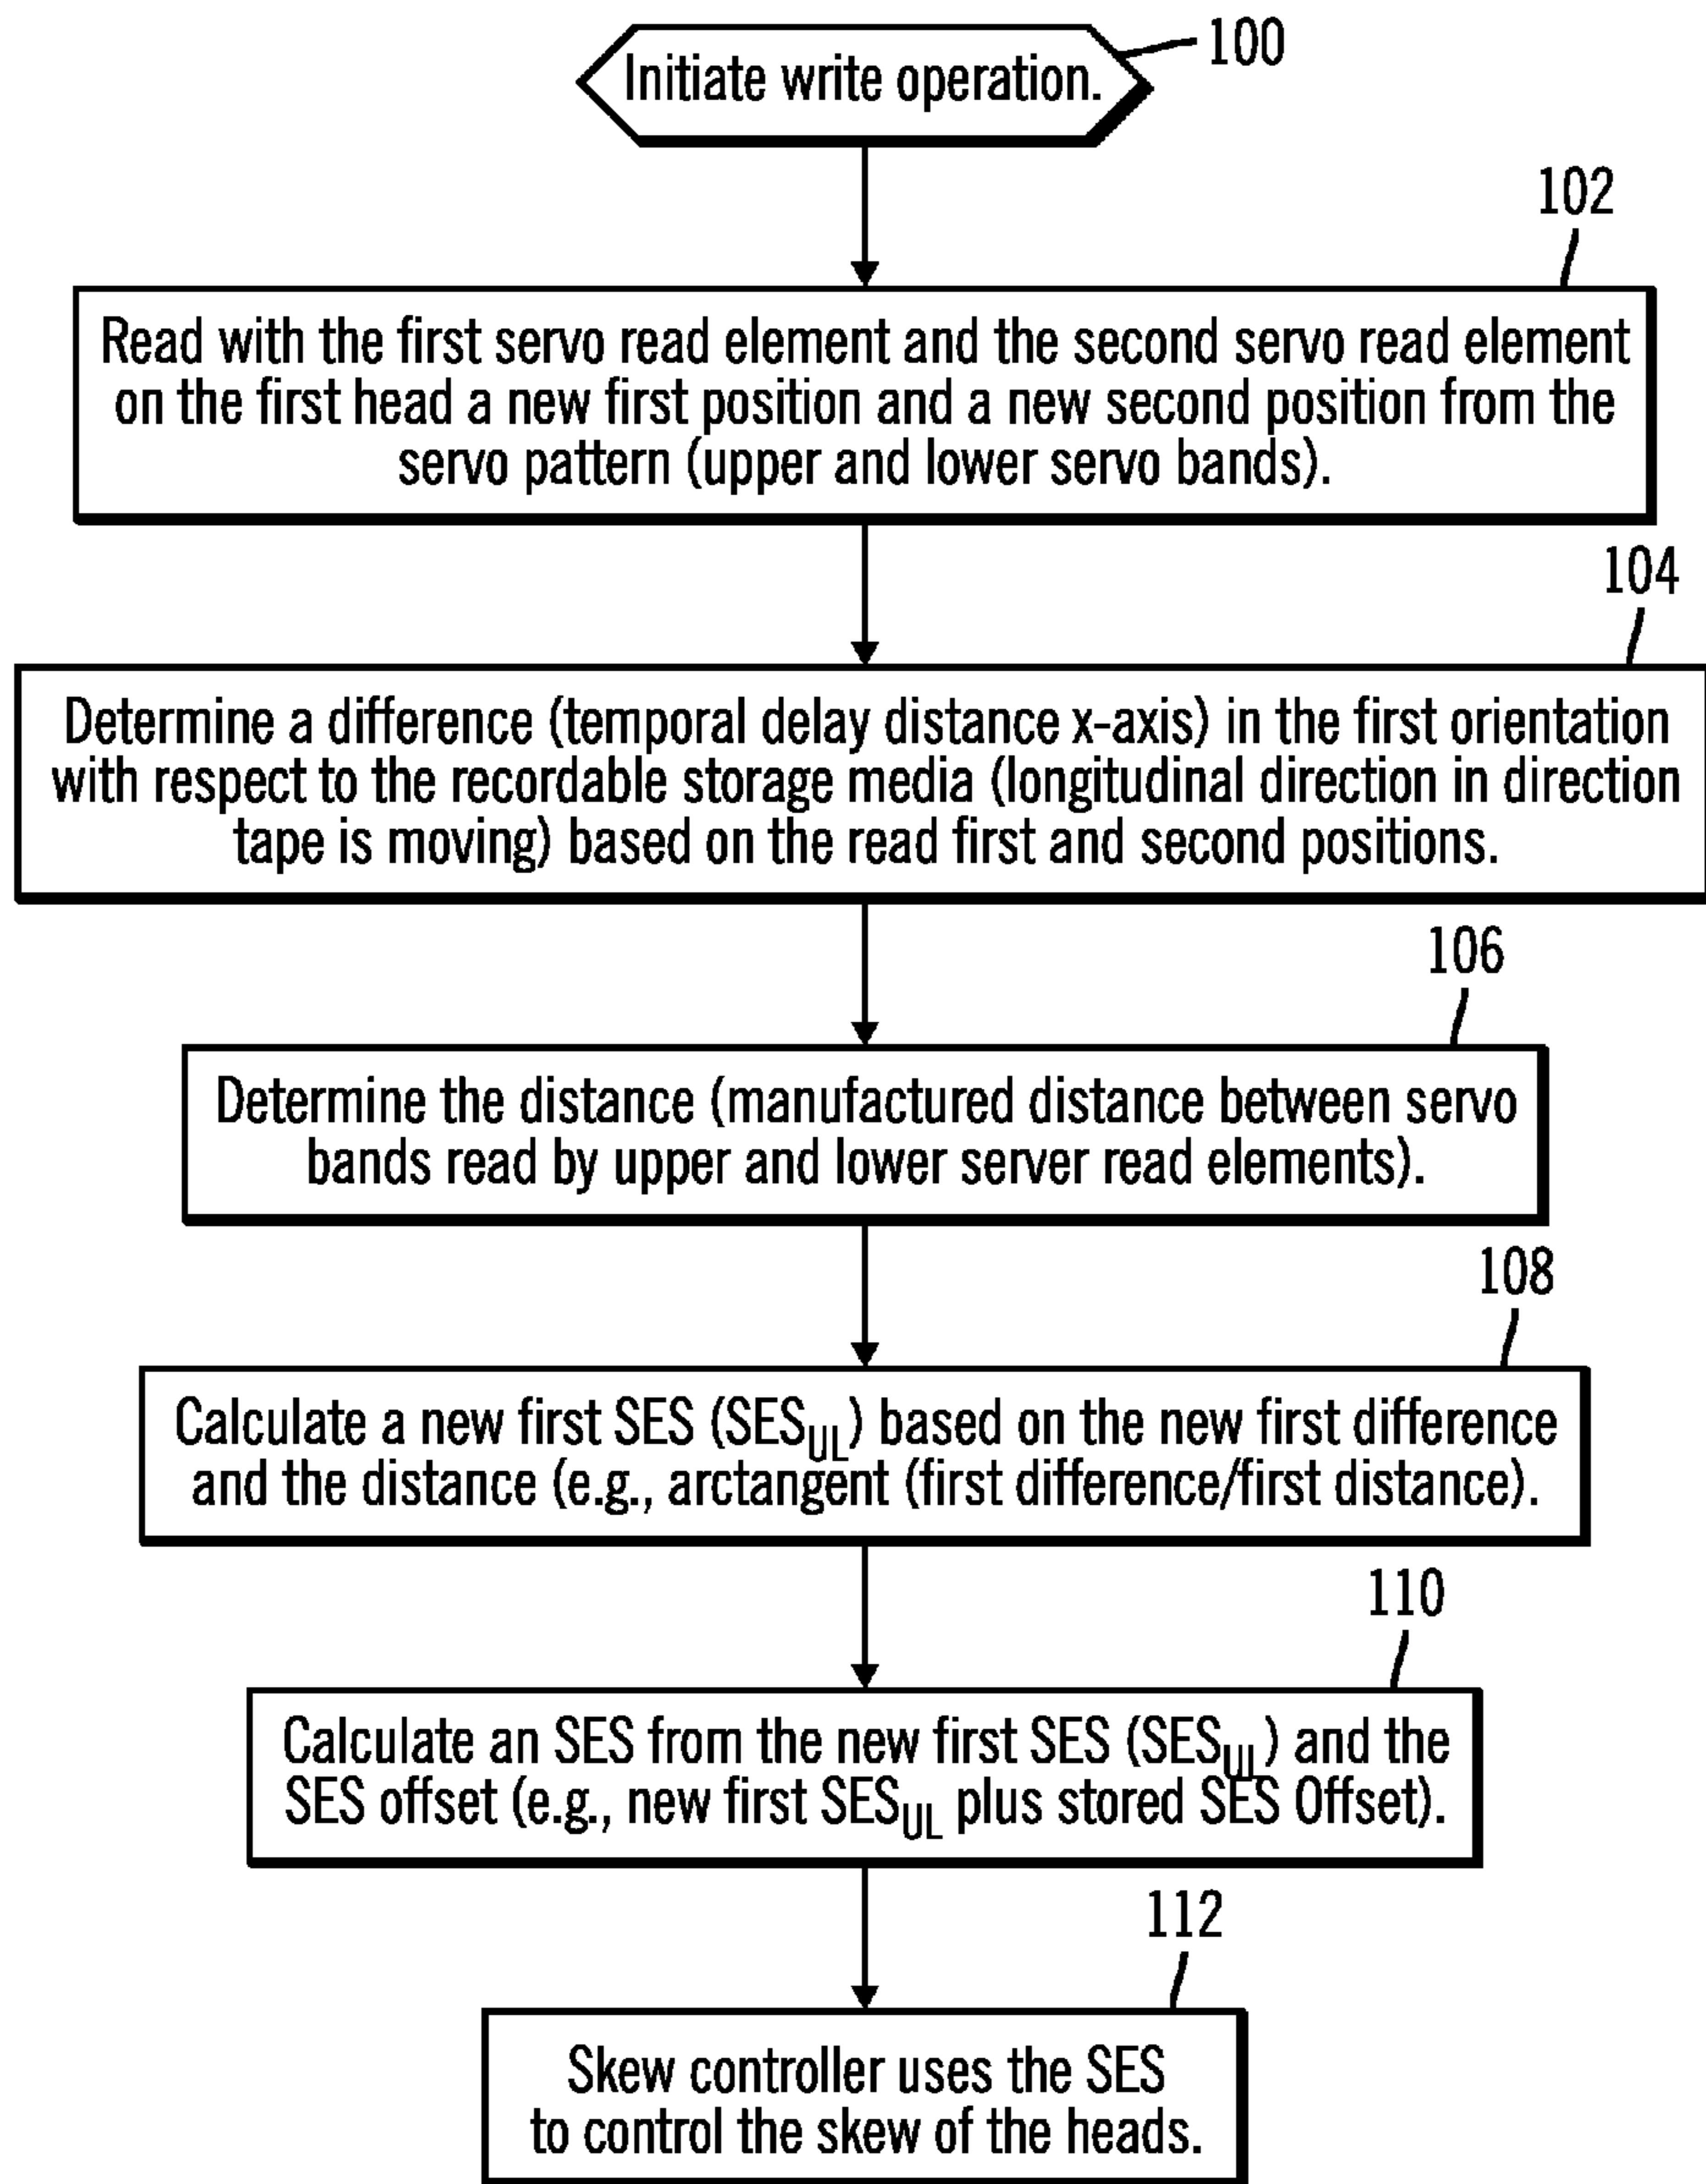 100
Initiate write operation.
102
Read with the first servo read element and the second servo read element
on the first head a new first position and a new second position from the
servo pattern (upper and lower servo bands).
104
Determine a difference (temporal delay distance x-axis) in the first orientation
with respect to the recordable storage media (longitudinal direction in direction
tape is moving) based on the read first and second positions.
106
Determine the distance (manufactured distance between servo
bands read by upper and lower server read elements).
108
Calculate a new first SES (SES_UL) based on the new first difference
and the distance (e.g., arctangent (first difference/first distance).
110
Calculate an SES from the new first SES (SES_UL) and the
SES offset (e.g., new first SES_UL plus stored SES Offset).
112
Skew controller uses the SES
to control the skew of the heads.